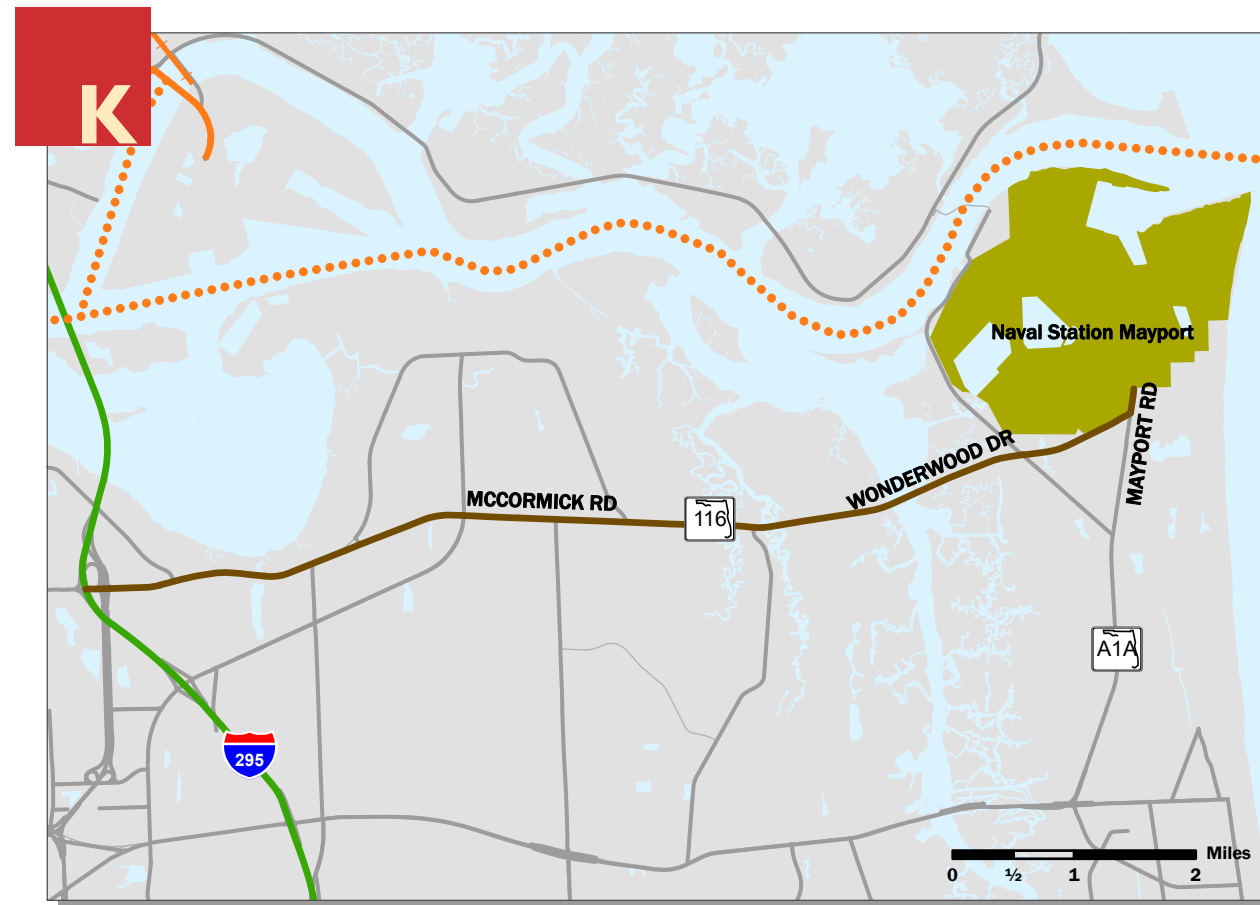 K
Naval Station Mayport
MAYPORT RD
WONDERWOOD DR
MCCORMICK RD
116
A1A
295
Miles
0 ½ 1 2